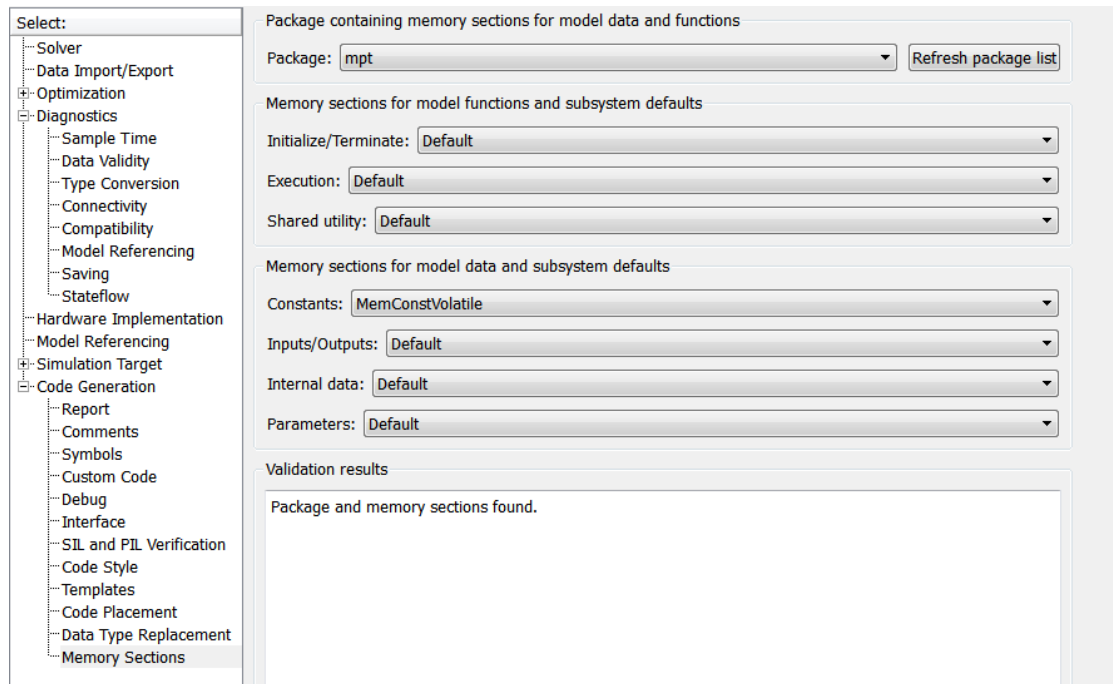 Select:
Solver
Data Import/Export
Optimization
Diagnostics
Sample Time
Data Validity
Type Conversion
Connectivity
Compatibility
Model Referencing
Saving
Stateflow
Hardware Implementation
Model Referencing
Simulation Target
Code Generation
Report
Comments
Symbols
Custom Code
Debug
Interface
SIL and PIL Verification
Code Style
Templates
Code Placement
Data Type Replacement
Memory Sections
Package containing memory sections for model data and functions
Package: mpt Refresh package list
Memory sections for model functions and subsystem defaults
Initialize/Terminate: Default
Execution: Default
Shared utility: Default
Memory sections for model data and subsystem defaults
Constants: MemConstVolatile
Inputs/Outputs: Default
Internal data: Default
Parameters: Default
Validation results
Package and memory sections found.